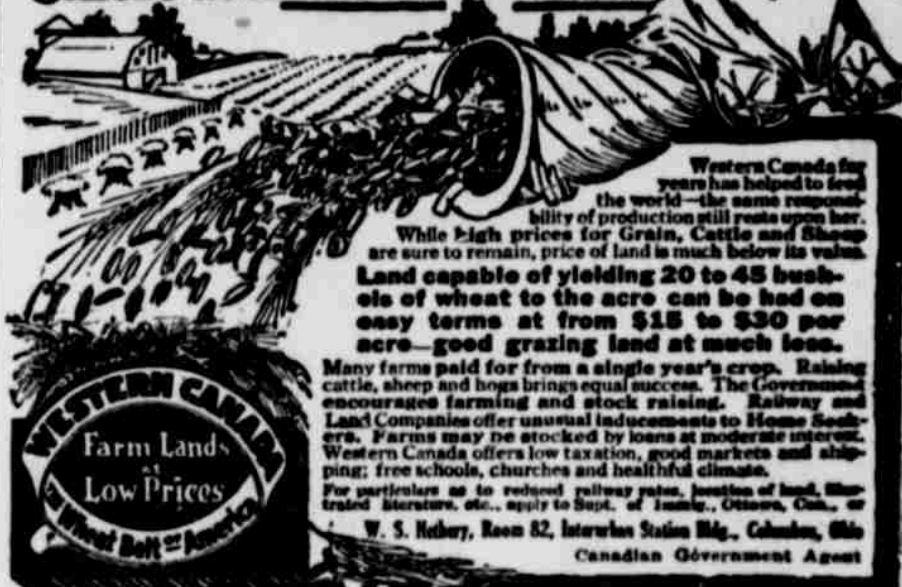 Western Canada for
years has helped to feed
the world—the same responsi-
bility of production still rests upon her.
While high prices for Grain, Cattle and Sheep
are sure to remain, price of land is much below its value.
Land capable of yielding 20 to 45 bush-
els of wheat to the acre can be had on
easy terms at from $15 to $30 per
acre—good grazing land at much less.
Many farms paid for from a single year's crop. Raising
cattle, sheep and hogs brings equal success. The Government
encourages farming and stock raising. Railway and
Land Companies offer unusual inducements to Home Seek-
ers. Farms may be stocked by loans at moderate interest.
Western Canada offers low taxation, good markets and ship-
ping; free schools, churches and healthful climate.
For particulars as to reduced railway rates, location of land, illus-
trated literature, etc., apply to Supt. of Immig., Ottawa, Can., or
W. S. Netbery, Room 82, Interurban Station Bldg., Columbus, Ohio
Canadian Government Agent
WESTERN CANADA
Farm Lands
at
Low Prices
The Wheat Belt of America